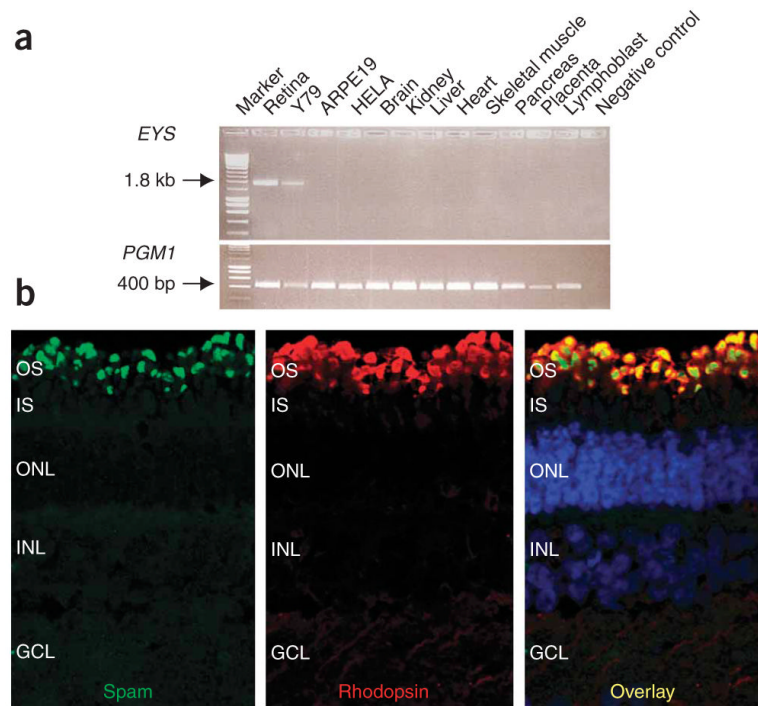 a
Marker
Retina
Y79
ARPE19
HELA
Brain
Kidney
Liver
Heart
Skeletal muscle
Pancreas
Placenta
Lymphoblast
Negative control
EYS
1.8 kb
PGM1
400 bp
b
OS
IS
ONL
INL
GCL
Spam
OS
IS
ONL
INL
GCL
Rhodopsin
OS
IS
ONL
INL
GCL
Overlay